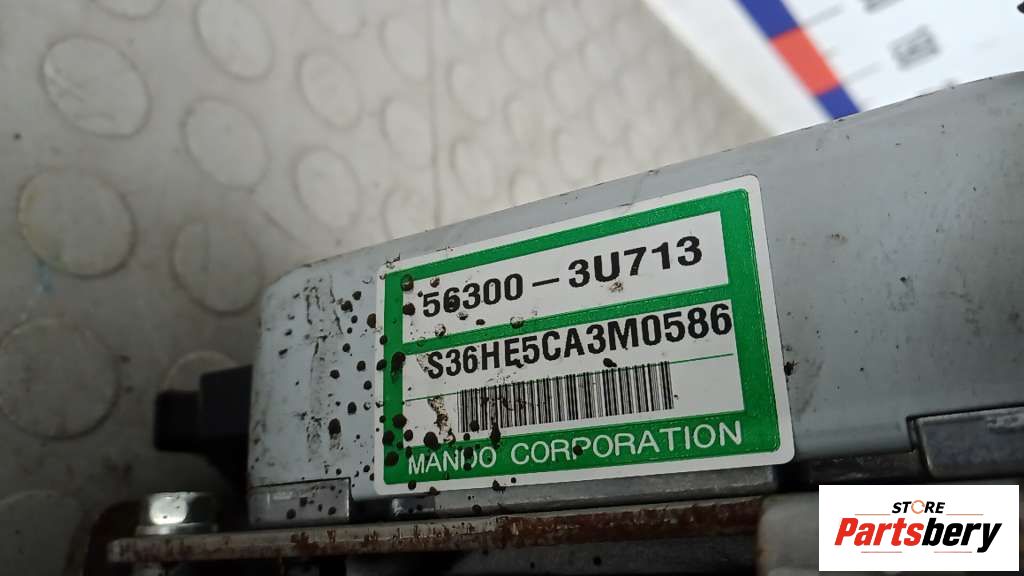 56300-3U713
S36HE5CA3M0586
MANDO CORPORATION
STORE
Partsbery